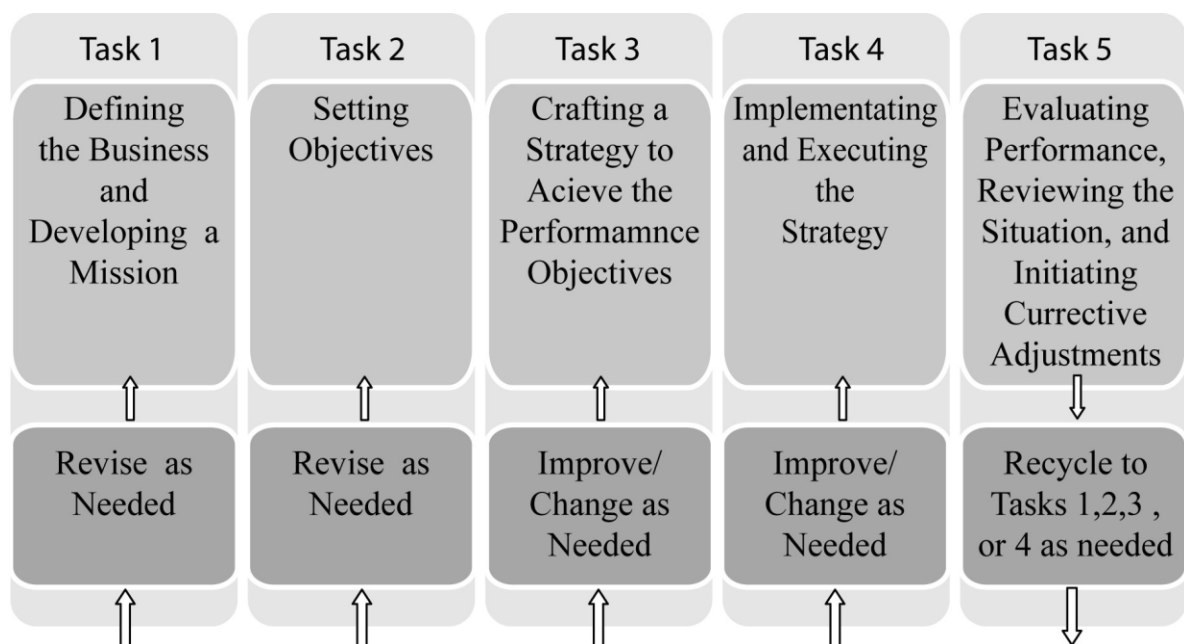 Task 1
Defining
the Business
and
Developing a
Mission
Revise as
Needed
Task 2
Setting
Objectives
Revise as
Needed
Task 3
Crafting a
Strategy to
Acieve the
Performamnce
Objectives
Improve/
Change as
Needed
Task 4
Implementating
and Executing
the
Strategy
Improve/
Change as
Needed
Task 5
Evaluating
Performance,
Reviewing the
Situation, and
Initiating
Currective
Adjustments
Recycle to
Tasks 1,2,3 ,
or 4 as needed